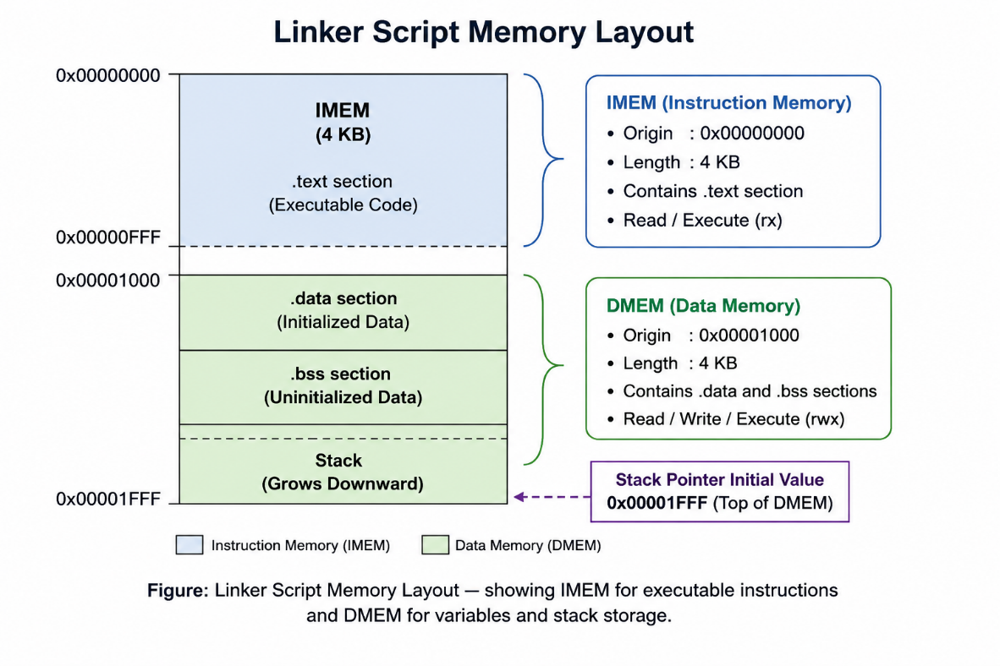 Linker Script Memory Layout
0x00000000
IMEM
(4 KB)
.text section
(Executable Code)
0x00000FFF
IMEM (Instruction Memory)
• Origin : 0x00000000
• Length : 4 KB
• Contains .text section
• Read / Execute (rx)
0x00001000
.data section
(Initialized Data)
.bss section
(Uninitialized Data)
Stack
(Grows Downward)
0x00001FFF
DMEM (Data Memory)
• Origin : 0x00001000
• Length : 4 KB
• Contains .data and .bss sections
• Read / Write / Execute (rwx)
Stack Pointer Initial Value
0x00001FFF (Top of DMEM)
Instruction Memory (IMEM)
Data Memory (DMEM)
Figure: Linker Script Memory Layout — showing IMEM for executable instructions
and DMEM for variables and stack storage.